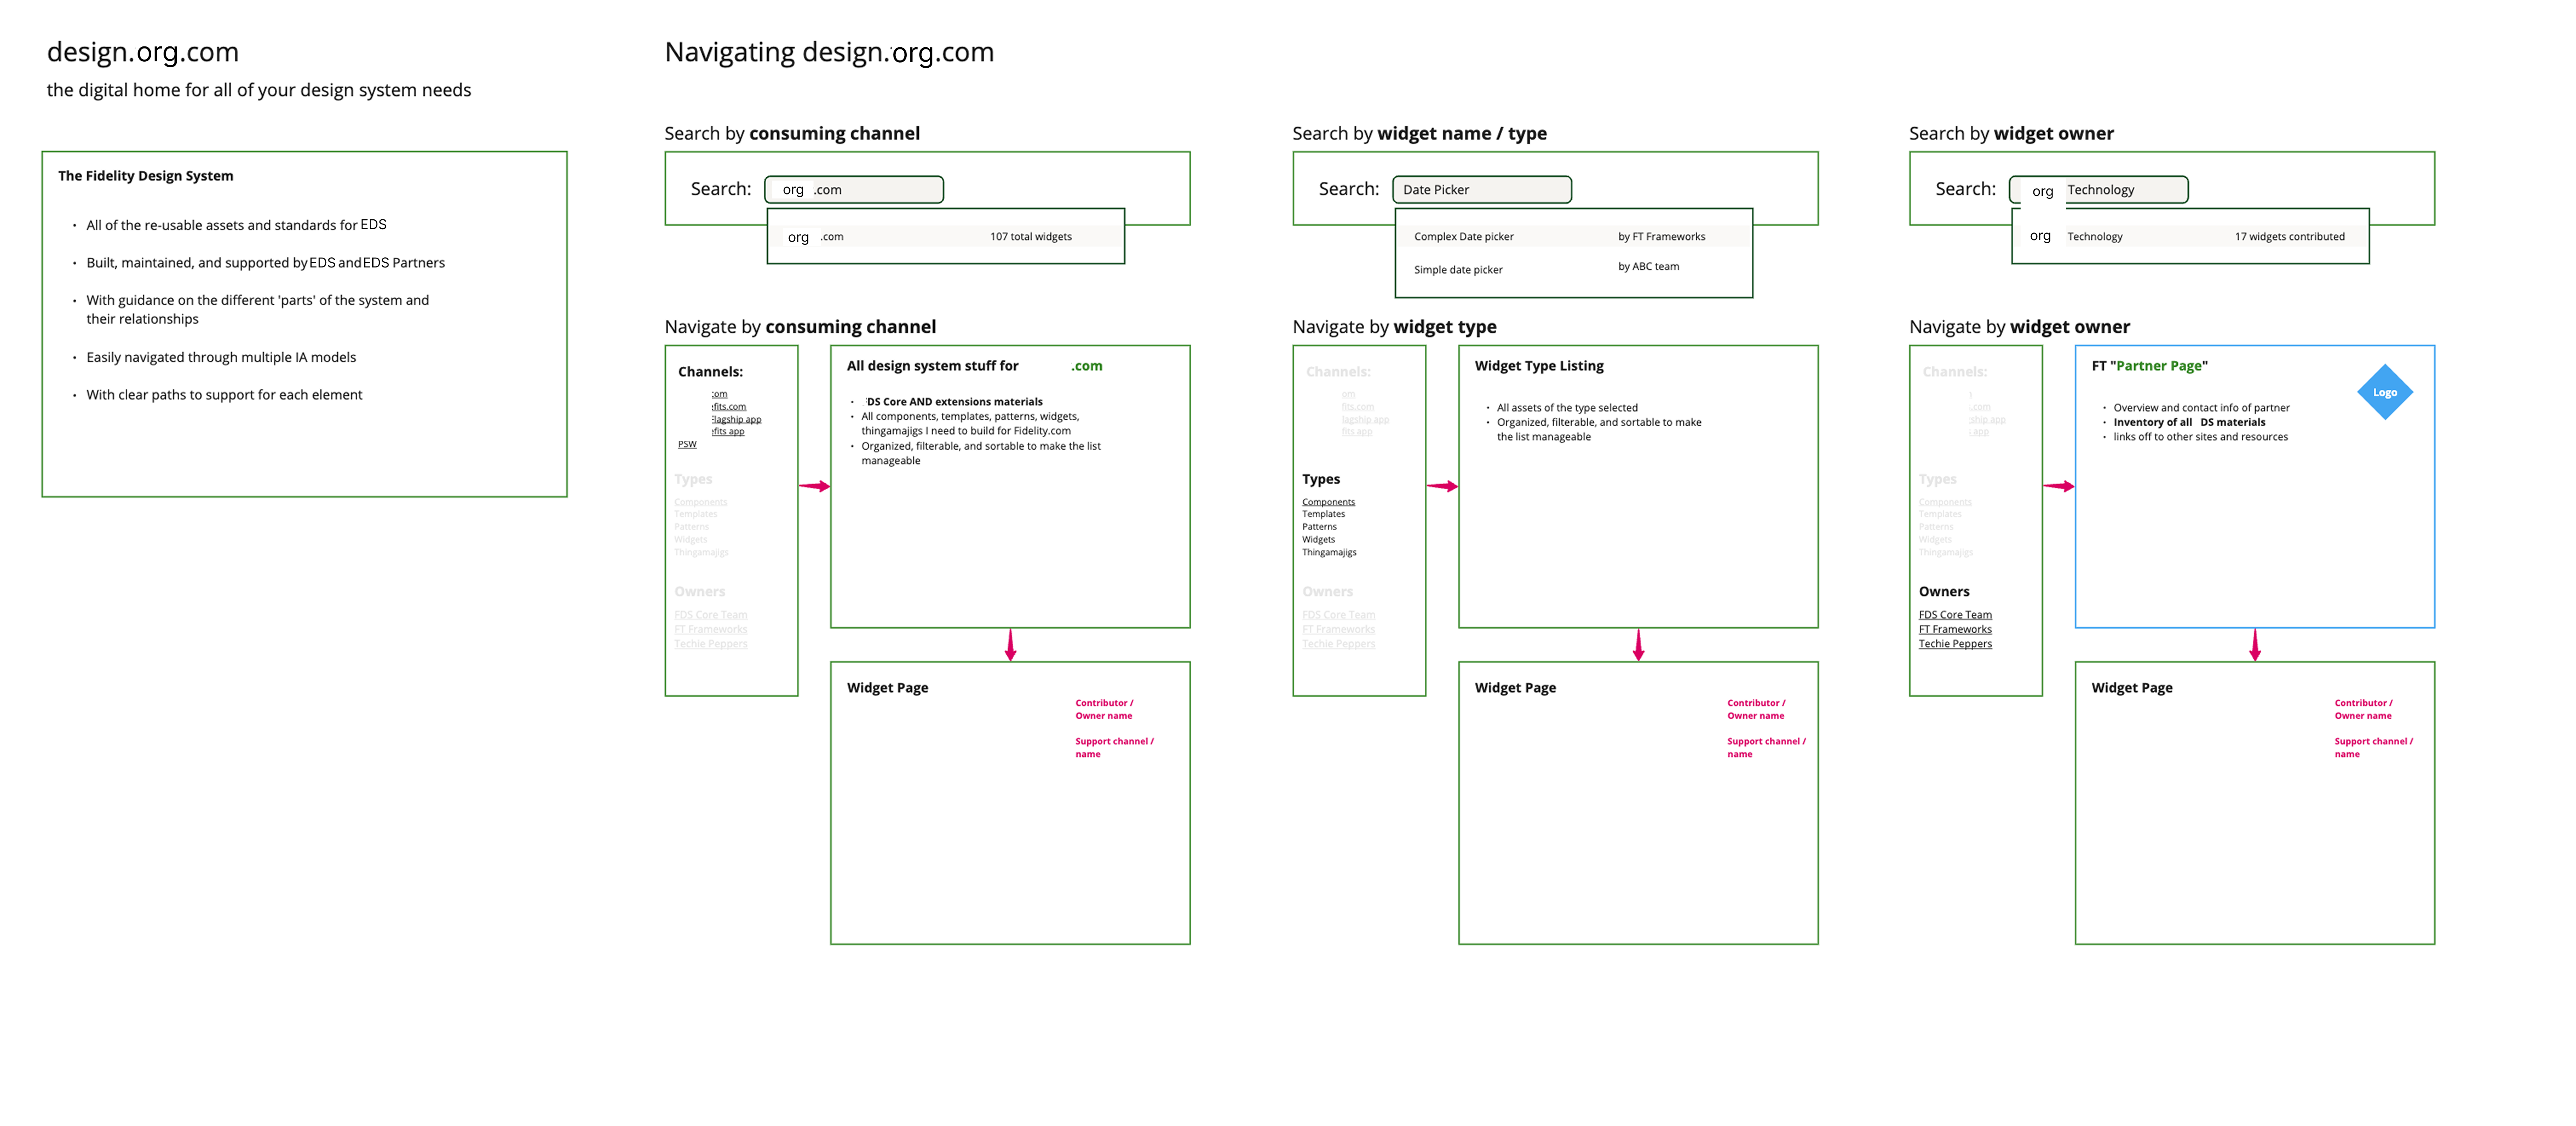 design.org.com
the digital home for all of your design system needs
The Fidelity Design System
• All of the re-usable assets and standards for EDS
• Built, maintained, and supported by EDS and EDS Partners
• With guidance on the different 'parts' of the system and
their relationships
• Easily navigated through multiple IA models
• With clear paths to support for each element
Navigating design.org.com
Search by consuming channel
Search: org .com
org .com 107 total widgets
Navigate by consuming channel
Channels:
com
efits.com
Flagship app
efits app
PSW
Types
Components
Templates
Patterns
Widgets
Thingamajigs
Owners
FDS Core Team
FT Frameworks
Techie Peppers
All design system stuff for .com
• DS Core AND extensions materials
• All components, templates, patterns, widgets,
thingamajigs I need to build for Fidelity.com
• Organized, filterable, and sortable to make the list
manageable
Widget Page
Contributor /
Owner name
Support channel /
name
Search by widget name / type
Search: Date Picker
Complex Date picker by FT Frameworks
Simple date picker by ABC team
Navigate by widget type
Channels:
om
fits.com
lagship app
fits app
Types
Components
Templates
Patterns
Widgets
Thingamajigs
Owners
FDS Core Team
FT Frameworks
Techie Peppers
Widget Type Listing
• All assets of the type selected
• Organized, filterable, and sortable to make
the list manageable
Widget Page
Contributor /
Owner name
Support channel /
name
Search by widget owner
Search: org Technology
org Technology 17 widgets contributed
Navigate by widget owner
Channels:
.com
ship app
app
Types
Components
Templates
Patterns
Widgets
Thingamajigs
Owners
FDS Core Team
FT Frameworks
Techie Peppers
FT "Partner Page"
Logo
• Overview and contact info of partner
• Inventory of all DS materials
• links off to other sites and resources
Widget Page
Contributor /
Owner name
Support channel /
name